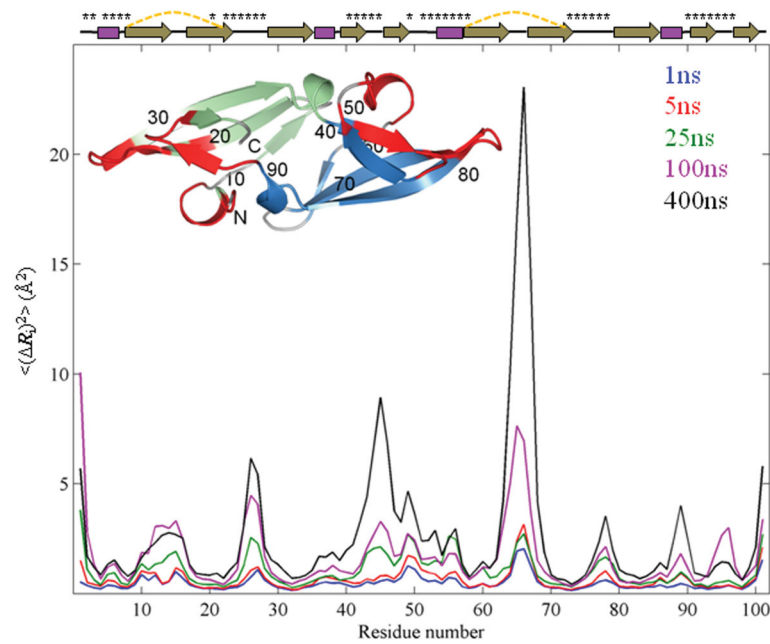 ** ***** * ******* ***** * ******** ******* ********
1ns
5ns
25ns
100ns
400ns
30
20
C
10
90
N
40
50
70
80
20
15
10
5
<(ΔRi)²> (Å²)
10 20 30 40 50 60 70 80 90 100
Residue number